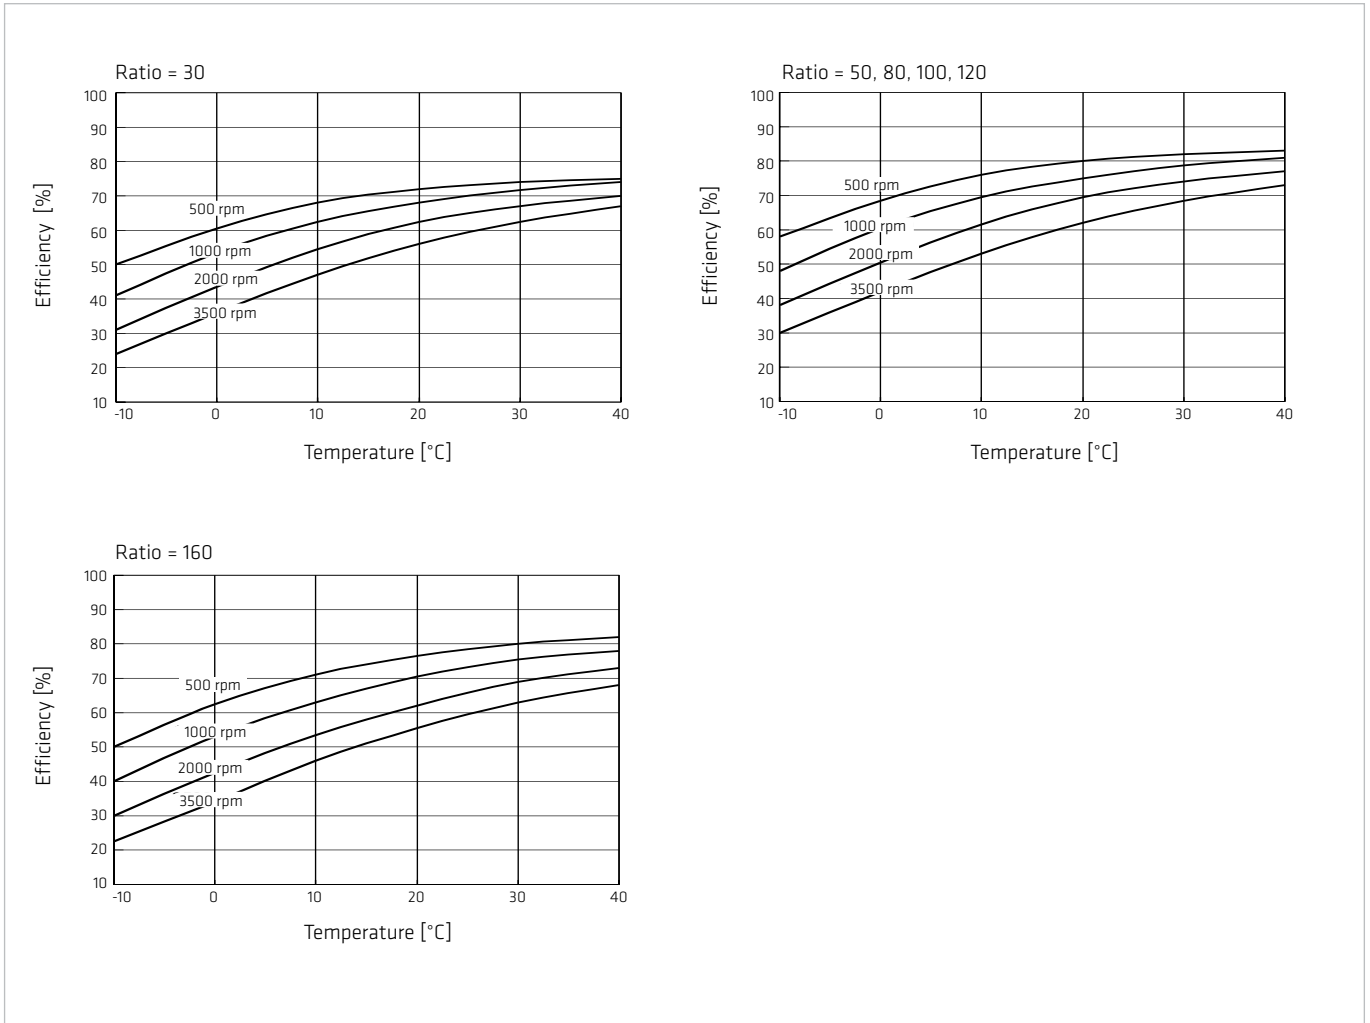 Ratio = 30
100
90
80
70
60
50
40
30
20
10
Efficiency [%]
500 rpm
1000 rpm
2000 rpm
3500 rpm
-10 0 10 20 30 40
Temperature [°C]
Ratio = 50, 80, 100, 120
100
90
80
70
60
50
40
30
20
10
Efficiency [%]
500 rpm
1000 rpm
2000 rpm
3500 rpm
-10 0 10 20 30 40
Temperature [°C]
Ratio = 160
100
90
80
70
60
50
40
30
20
10
Efficiency [%]
500 rpm
1000 rpm
2000 rpm
3500 rpm
-10 0 10 20 30 40
Temperature [°C]